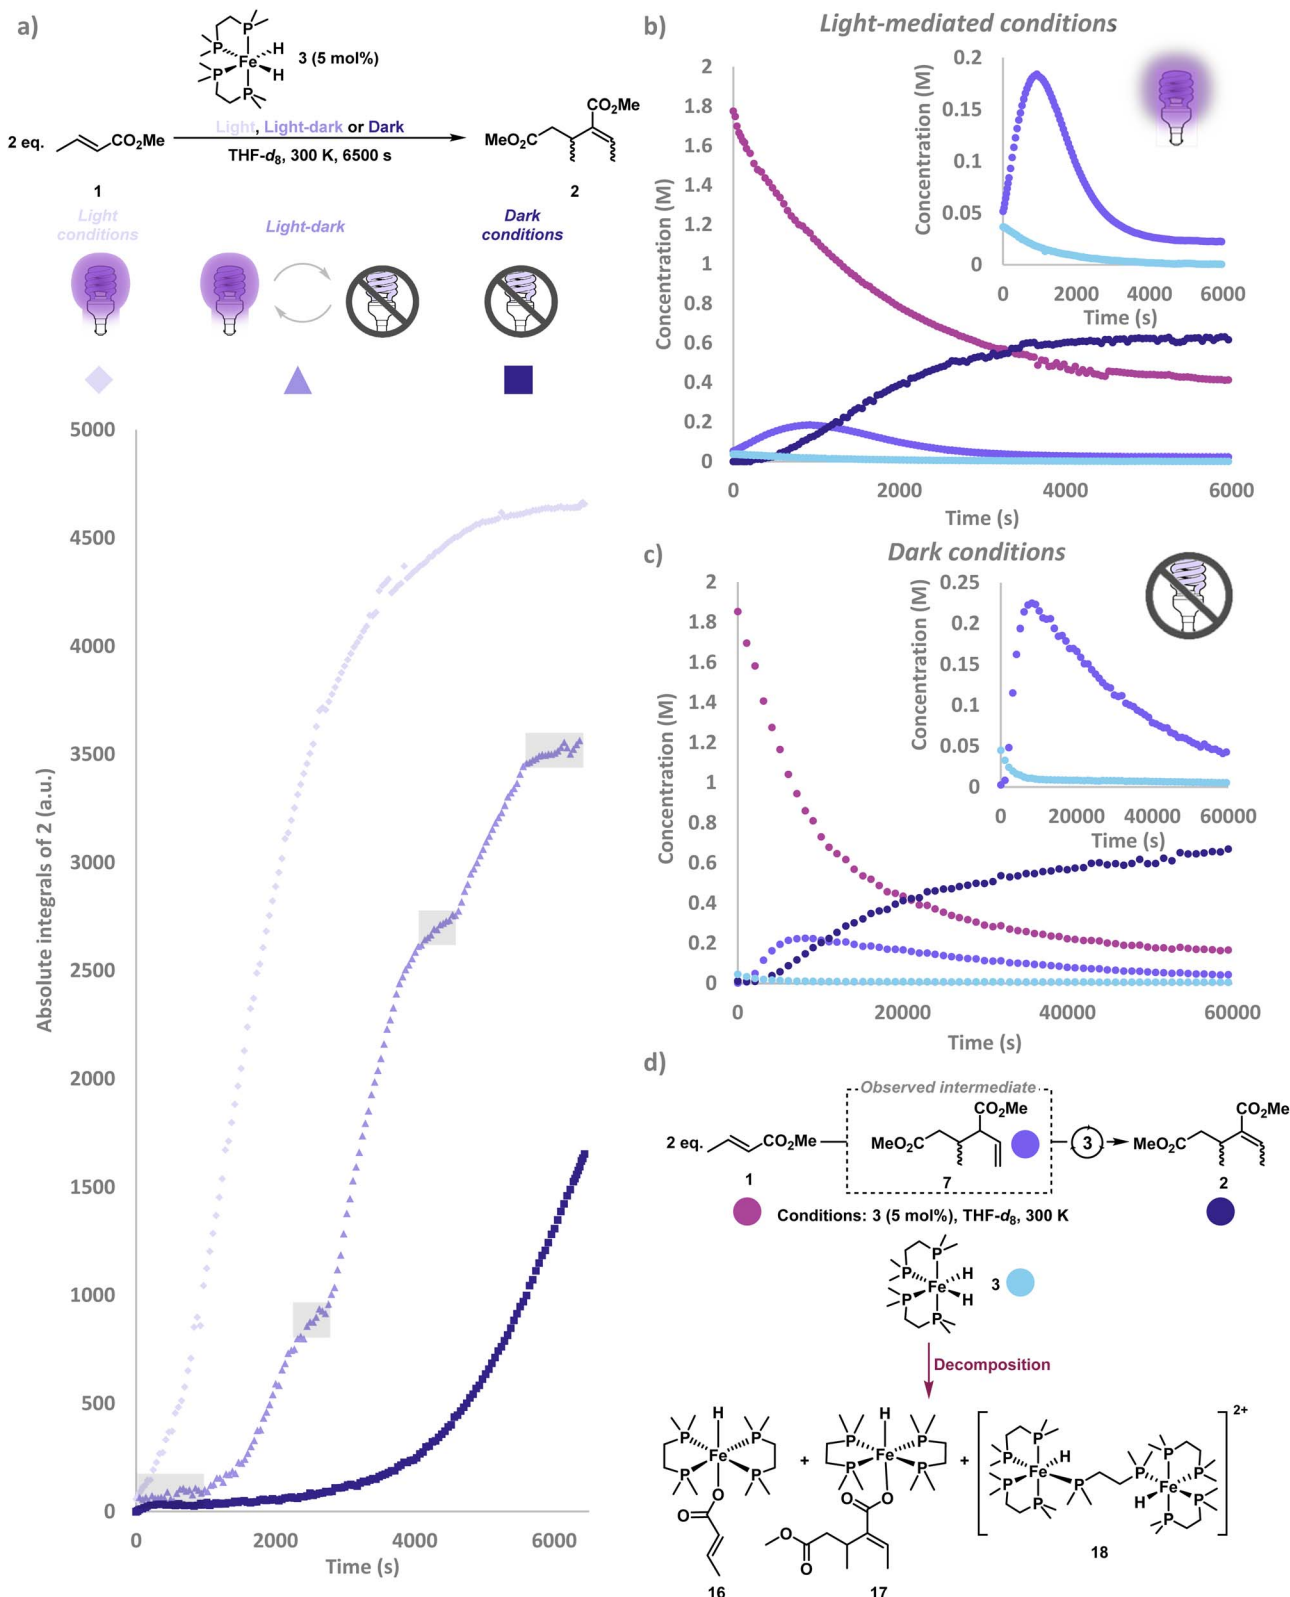 a)
P
P
H
Fe
H
3 (5 mol%)
P
P
Light, Light-dark or Dark
2 eq.
CO₂Me
THF-d₈, 300 K, 6500 s
CO₂Me
MeO₂C
1
2
Light
conditions
Light-dark
Dark
conditions
5000
4500
4000
3500
3000
2500
2000
1500
1000
500
0
Absolute integrals of 2 (a.u.)
0
2000
4000
6000
Time (s)
b)
Light-mediated conditions
2
1.8
1.6
1.4
1.2
1
0.8
0.6
0.4
0.2
0
Concentration (M)
0
2000
4000
6000
Time (s)
0.2
0.15
0.1
0.05
0
Concentration (M)
0
2000
4000
6000
Time (s)
c)
Dark conditions
2
1.8
1.6
1.4
1.2
1
0.8
0.6
0.4
0.2
0
Concentration (M)
0
20000
40000
60000
Time (s)
0.25
0.2
0.15
0.1
0.05
0
Concentration (M)
0
20000
40000
60000
Time (s)
d)
Observed intermediate
2 eq.
CO₂Me
1
CO₂Me
MeO₂C
7
3
CO₂Me
MeO₂C
2
Conditions: 3 (5 mol%), THF-d₈, 300 K
P
P
H
Fe
H
P
P
3
Decomposition
H
P
P
Fe
P
P
O
O
16
+
H
P
P
Fe
P
P
O
O
O
O
17
+
P
P
H
Fe
P
P
P
P
P
P
Fe
H
P
P
2+
18